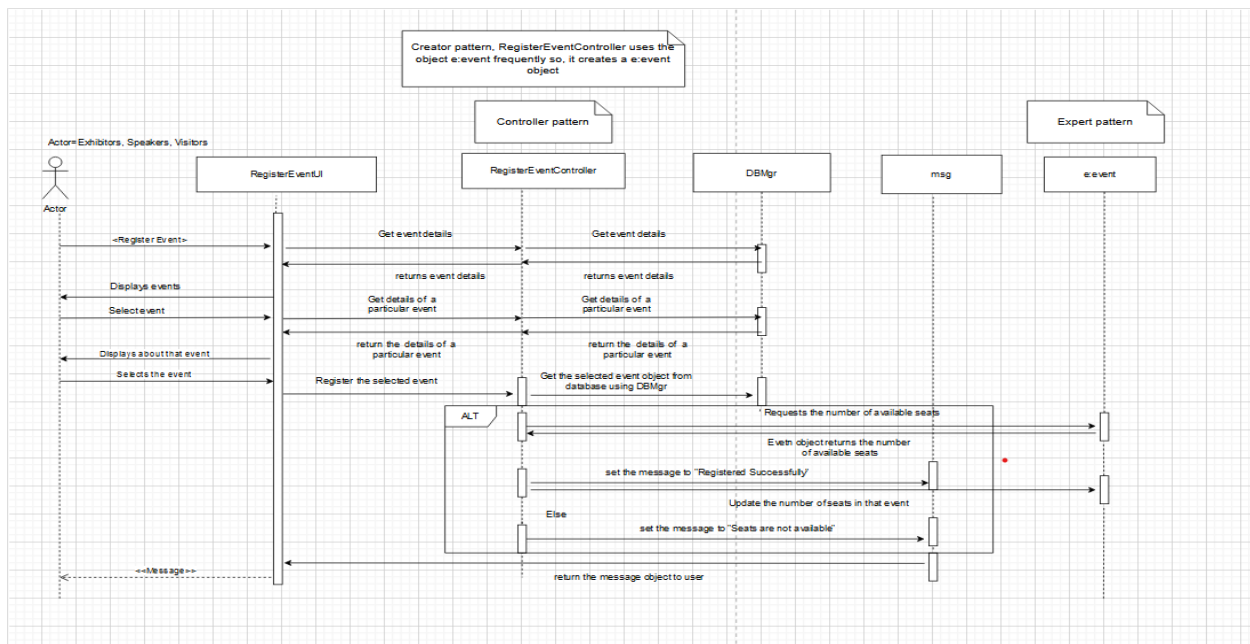 Creator pattern, RegisterEventController uses the
object e:event frequently so, it creates a e:event
object
Controller pattern
Expert pattern
Actor=Exhibitors, Speakers, Visitors
RegisterEventUI
RegisterEventController
DBMgr
msg
e:event
Actor
<Register Event>
Get event details
Get event details
returns event details
returns event details
Displays events
Select event
Get details of a
particular event
Get details of a
particular event
return the details of a
particular event
return the details of a
particular event
Displays about that event
Selects the event
Register the selected event
Get the selected event object from
database using DBMgr
ALT
' Requests the number of available seats
Evetn object returns the number
of available seats
set the message to "Registered Successfully'
Update the number of seats in that event
Else
set the message to "Seats are not available"
<<Message>>
return the message object to user